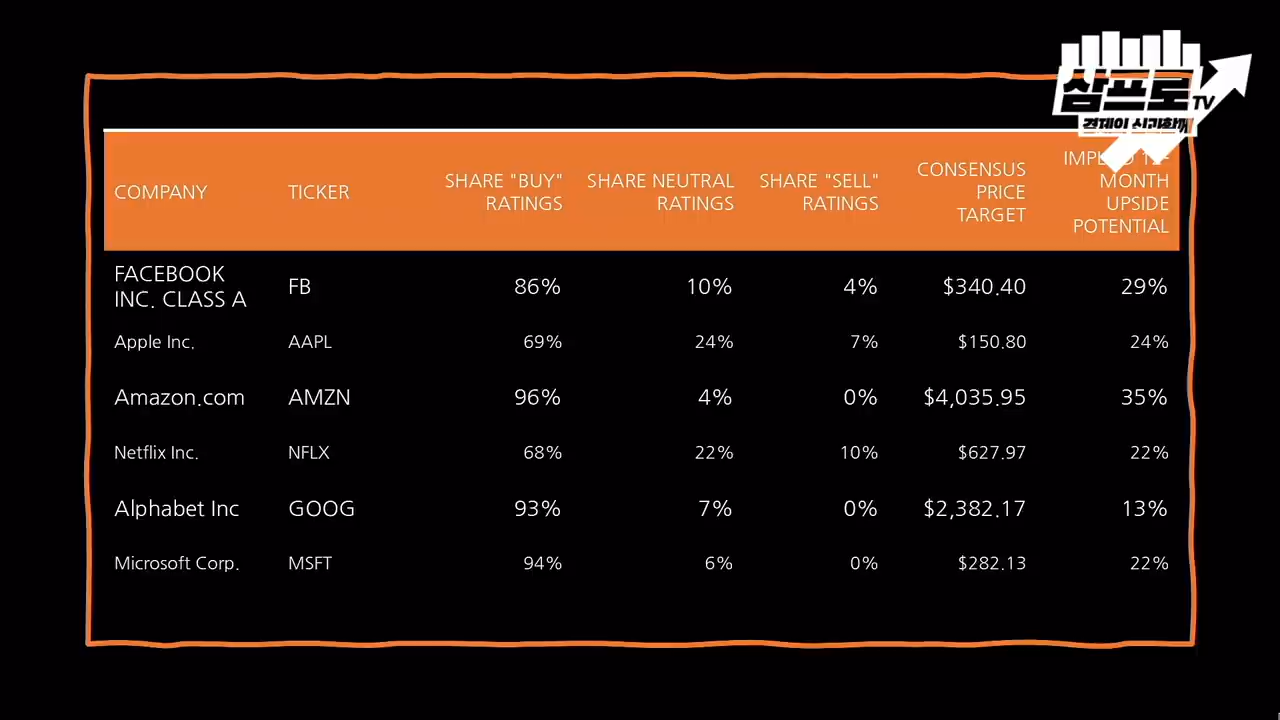 삼프로TV
경제의 신과함께
COMPANY
TICKER
SHARE "BUY"
RATINGS
SHARE NEUTRAL
RATINGS
SHARE "SELL"
RATINGS
CONSENSUS
PRICE
TARGET
MONTH
UPSIDE
POTENTIAL
FACEBOOK
INC. CLASS A
FB 86% 10% 4% $340.40 29%
Apple Inc. AAPL 69% 24% 7% $150.80 24%
Amazon.com AMZN 96% 4% 0% $4,035.95 35%
Netflix Inc. NFLX 68% 22% 10% $627.97 22%
Alphabet Inc GOOG 93% 7% 0% $2,382.17 13%
Microsoft Corp. MSFT 94% 6% 0% $282.13 22%